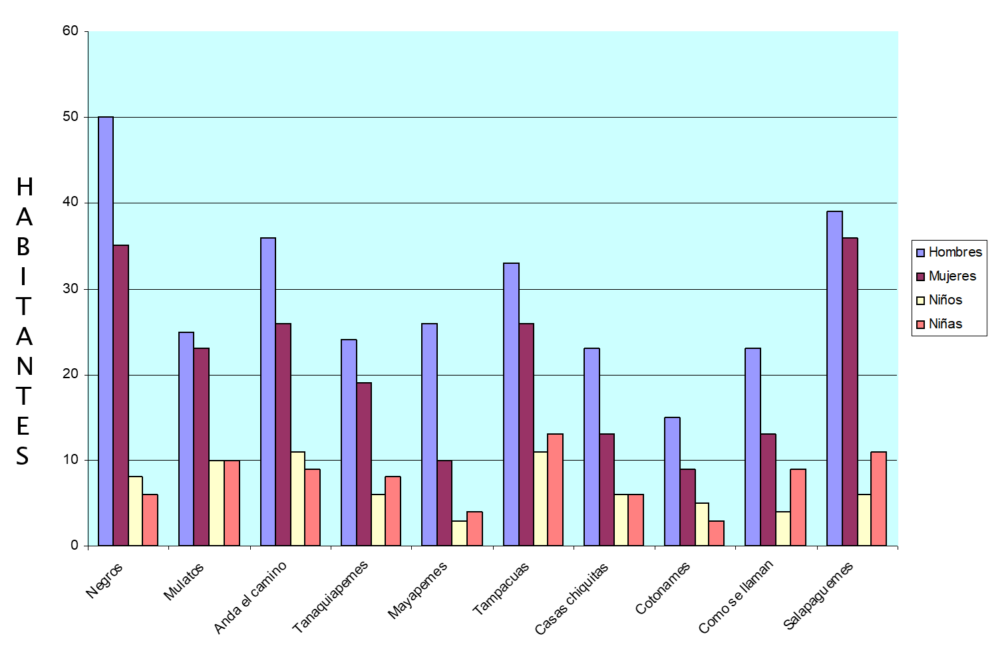 HABITANTES
60
50
40
30
20
10
0
Negros
Mulatos
Anda el camino
Tanaquiapemes
Mayapemes
Tampacuas
Casas chiquitas
Cotonames
Como se llaman
Salapaguemes
Hombres
Mujeres
Niños
Niñas